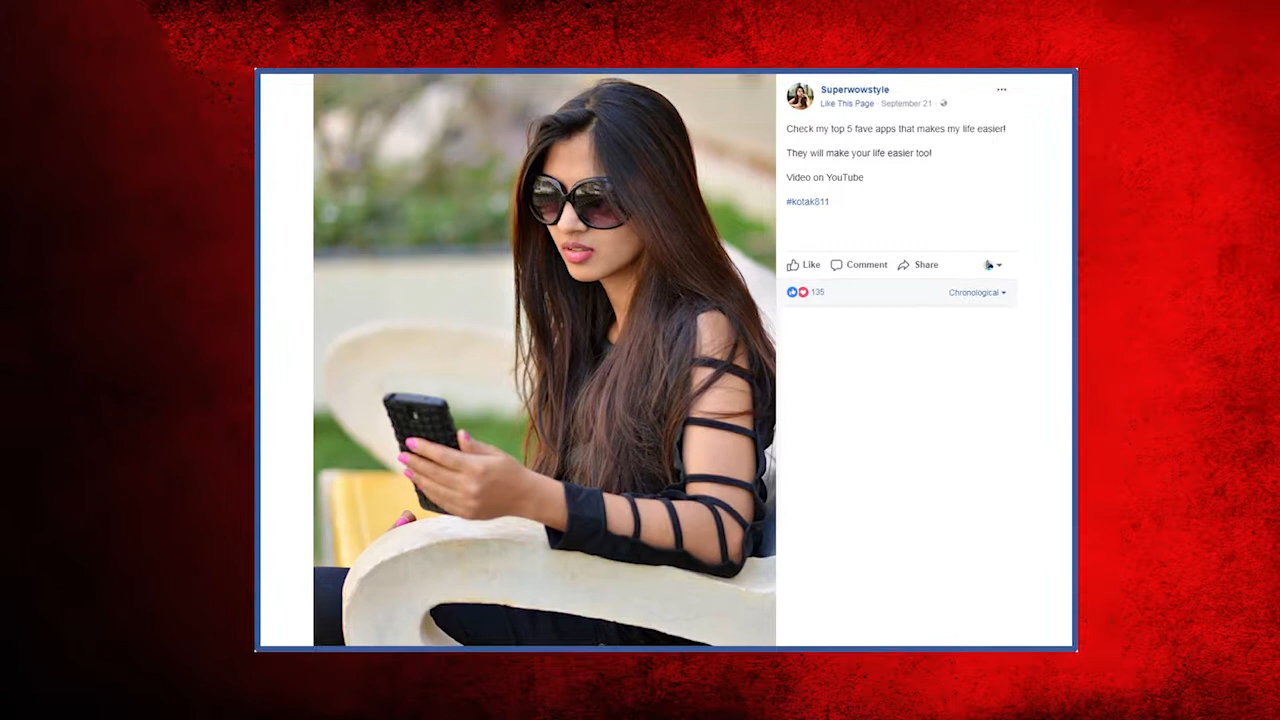 Superwowstyle
Like This Page · September 21 ·
Check my top 5 fave apps that makes my life easier!
They will make your life easier too!
Video on YouTube
#kotak811
Like Comment Share
135 Chronological